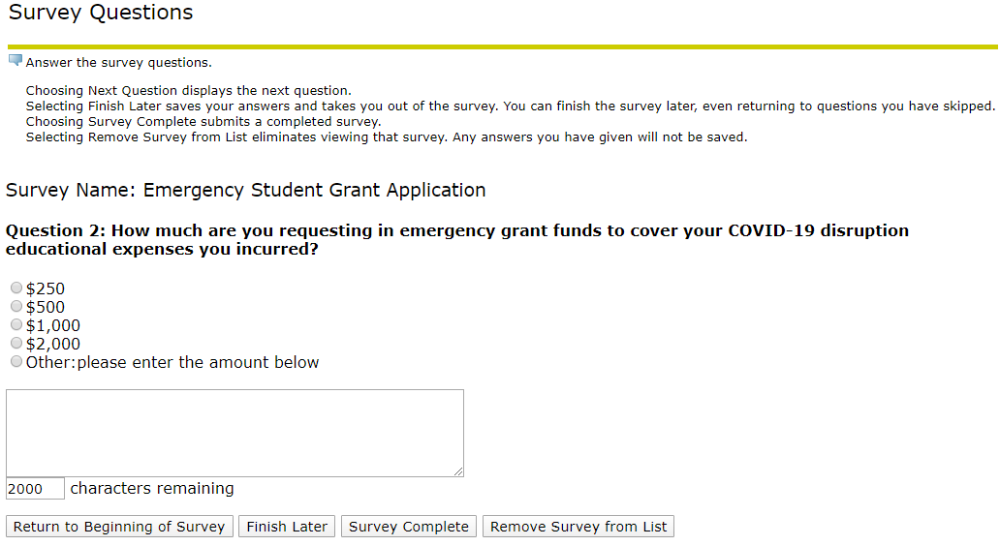 Survey Questions
Answer the survey questions.
Choosing Next Question displays the next question.
Selecting Finish Later saves your answers and takes you out of the survey. You can finish the survey later, even returning to questions you have skipped.
Choosing Survey Complete submits a completed survey.
Selecting Remove Survey from List eliminates viewing that survey. Any answers you have given will not be saved.
Survey Name: Emergency Student Grant Application
Question 2: How much are you requesting in emergency grant funds to cover your COVID-19 disruption
educational expenses you incurred?
$250
$500
$1,000
$2,000
Other:please enter the amount below
2000 characters remaining
Return to Beginning of Survey Finish Later Survey Complete Remove Survey from List